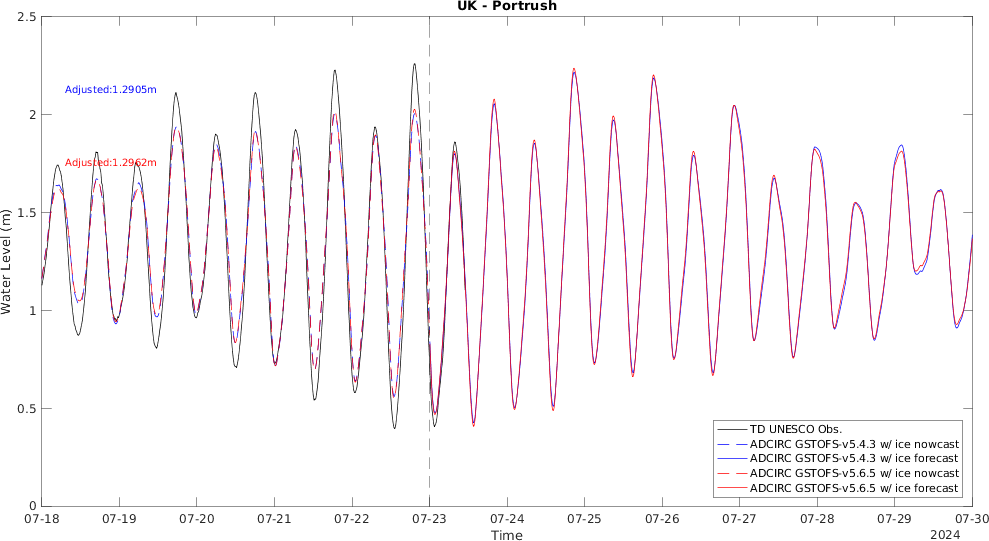 UK - Portrush
2.5
2
1.5
1
0.5
0
Water Level (m)
Adjusted:1.2905m
Adjusted:1.2962m
TD UNESCO Obs.
ADCIRC GSTOFS-v5.4.3 w/ ice nowcast
ADCIRC GSTOFS-v5.4.3 w/ ice forecast
ADCIRC GSTOFS-v5.6.5 w/ ice nowcast
ADCIRC GSTOFS-v5.6.5 w/ ice forecast
07-18 07-19 07-20 07-21 07-22 07-23 07-24 07-25 07-26 07-27 07-28 07-29 07-30
Time
2024